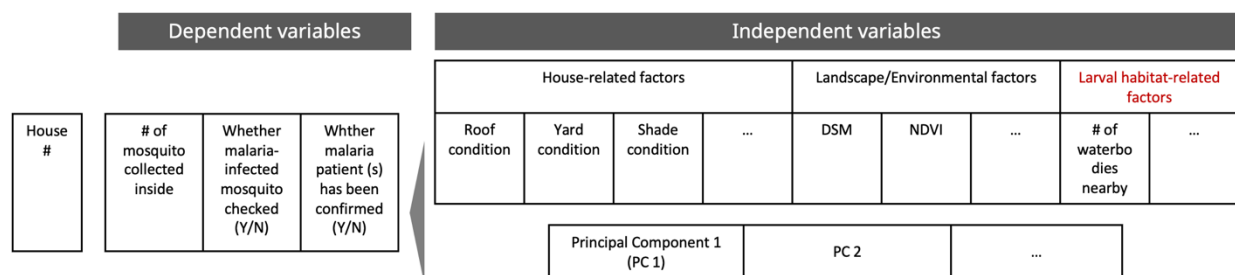 Dependent variables
Independent variables
House-related factors
Landscape/Environmental factors
Larval habitat-related
factors
House
#
# of
mosquito
collected
inside
Whether
malaria-
infected
mosquito
checked
(Y/N)
Whther
malaria
patient (s)
has been
confirmed
(Y/N)
Roof
condition
Yard
condition
Shade
condition
...
DSM
NDVI
...
# of
waterbo
dies
nearby
...
Principal Component 1
(PC 1)
PC 2
...